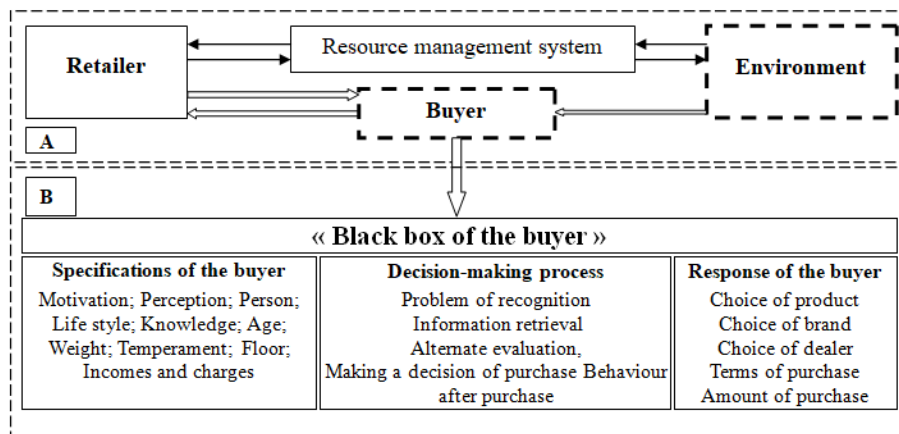 Retailer
Resource management system
Environment
Buyer
A
B
« Black box of the buyer »
Specifications of the buyer
Motivation; Perception; Person;
Life style; Knowledge; Age;
Weight; Temperament; Floor;
Incomes and charges
Decision-making process
Problem of recognition
Information retrieval
Alternate evaluation,
Making a decision of purchase Behaviour
after purchase
Response of the buyer
Choice of product
Choice of brand
Choice of dealer
Terms of purchase
Amount of purchase